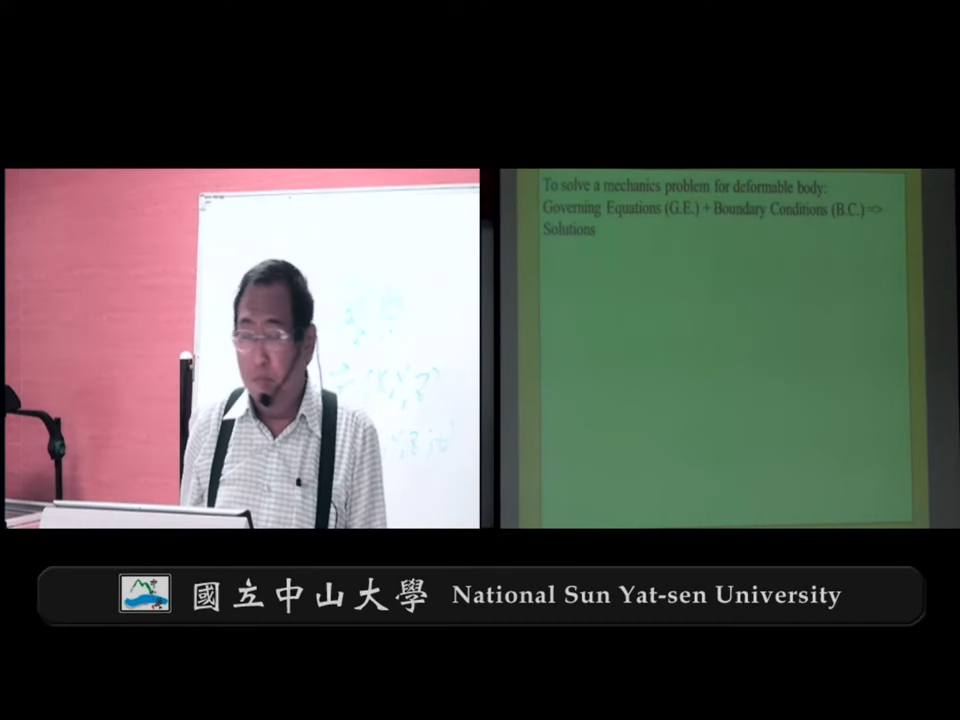 To solve a mechanics problem for deformable body:
Governing Equations (G.E.) + Boundary Conditions (B.C.) =>
Solutions
國立中山大學 National Sun Yat-sen University